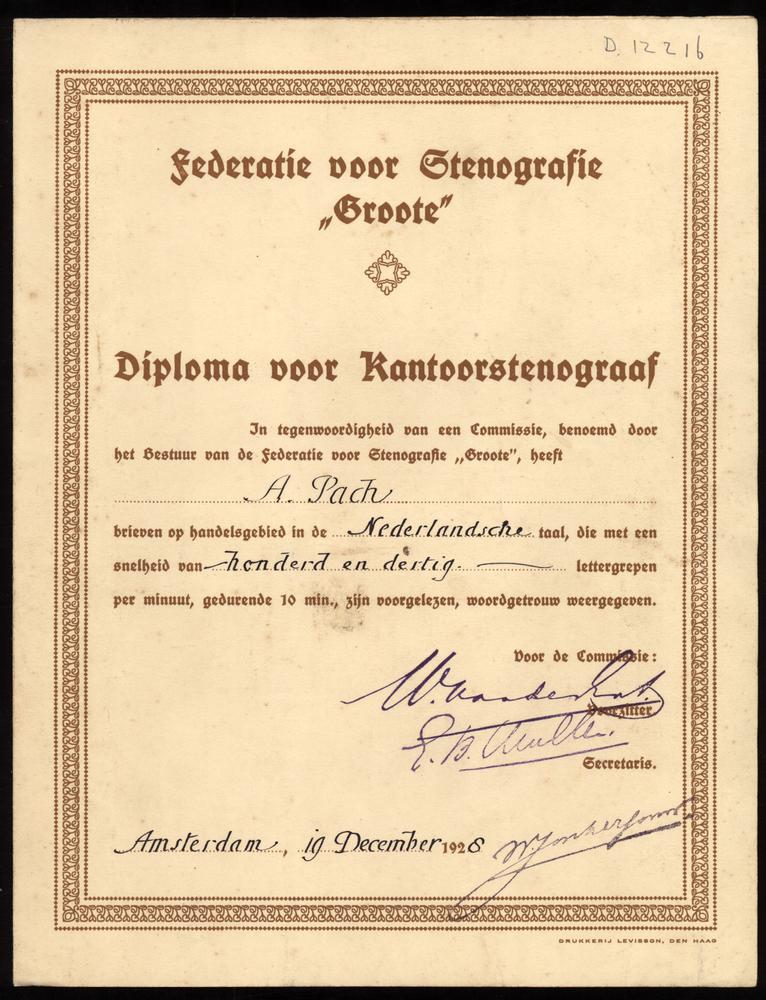 D. 12216
Federatie voor Stenografie
„Groote”
Diploma voor Kantoorstenograaf
In tegenwoordigheid van een Commissie, benoemd door
het Bestuur van de Federatie voor Stenografie „Groote”, heeft
A. Pach
brieven op handelsgebied in de Nederlandsche taal, die met een
snelheid van honderd en dertig. lettergrepen
per minuut, gedurende 10 min., zijn voorgelezen, woordgetrouw weergegeven.
Voor de Commissie:
Voorzitter
E. B.
Secretaris.
Amsterdam, 19 December 1928
DRUKKERIJ LEVISSON, DEN HAAG